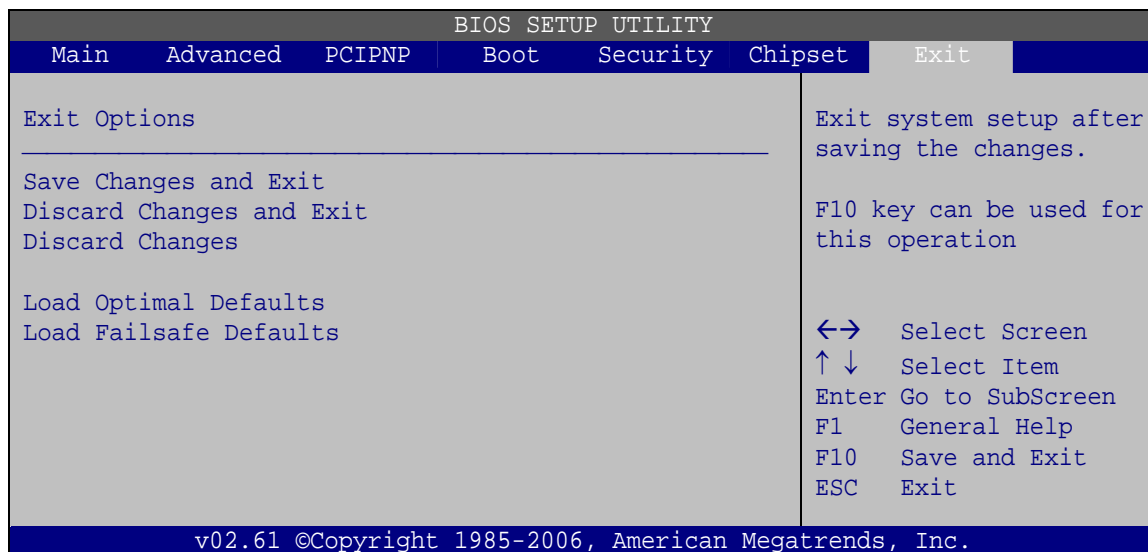 BIOS SETUP UTILITY
Main Advanced PCIPNP Boot Security Chipset Exit
Exit Options
Save Changes and Exit
Discard Changes and Exit
Discard Changes
Load Optimal Defaults
Load Failsafe Defaults
Exit system setup after
saving the changes.
F10 key can be used for
this operation
←→ Select Screen
↑ ↓ Select Item
Enter Go to SubScreen
F1 General Help
F10 Save and Exit
ESC Exit
v02.61 ©Copyright 1985-2006, American Megatrends, Inc.